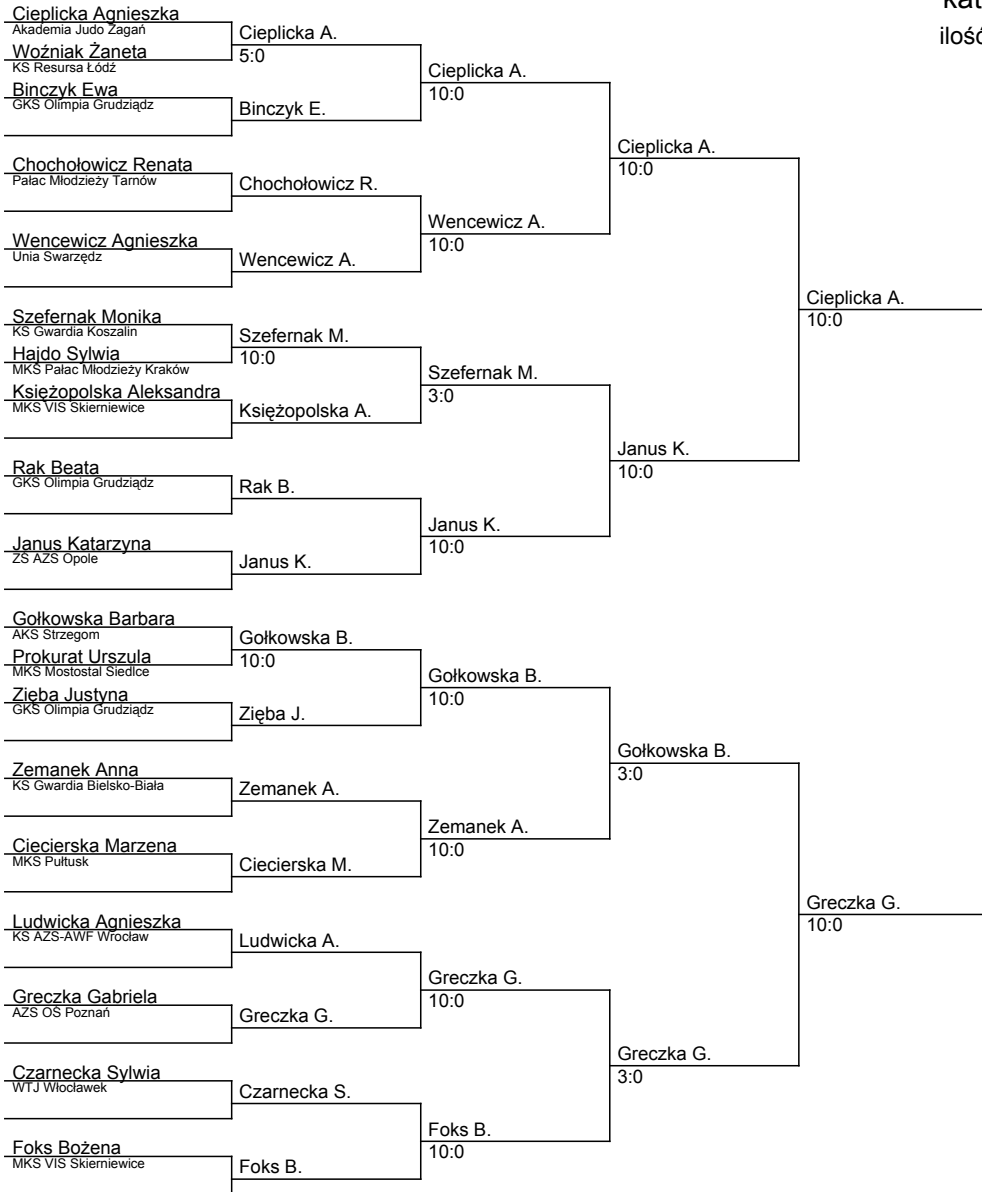 Cieplicka Agnieszka
Akademia Judo Żagań
Woźniak Żaneta
KS Resursa Łódź
Binczyk Ewa
GKS Olimpia Grudziądz
Chochołowicz Renata
Pałac Młodzieży Tarnów
Wencewicz Agnieszka
Unia Swarzędz
Szefernak Monika
KS Gwardia Koszalin
Hajdo Sylwia
MKS Pałac Młodzieży Kraków
Księżopolska Aleksandra
MKS VIS Skierniewice
Rak Beata
GKS Olimpia Grudziądz
Janus Katarzyna
ZS AZS Opole
Gołkowska Barbara
AKS Strzegom
Prokurat Urszula
MKS Mostostal Siedlce
Zięba Justyna
GKS Olimpia Grudziądz
Zemanek Anna
KS Gwardia Bielsko-Biała
Ciecierska Marzena
MKS Pułtusk
Ludwicka Agnieszka
KS AZS-AWF Wrocław
Greczka Gabriela
AZS OŚ Poznań
Czarnecka Sylwia
WTJ Włocławek
Foks Bożena
MKS VIS Skierniewice
Cieplicka A.
5:0
Binczyk E.
Chochołowicz R.
Wencewicz A.
Szefernak M.
10:0
Księżopolska A.
Rak B.
Janus K.
Gołkowska B.
10:0
Zięba J.
Zemanek A.
Ciecierska M.
Ludwicka A.
Greczka G.
Czarnecka S.
Foks B.
Cieplicka A.
10:0
Wencewicz A.
10:0
Szefernak M.
3:0
Janus K.
10:0
Gołkowska B.
10:0
Zemanek A.
10:0
Greczka G.
10:0
Foks B.
10:0
Cieplicka A.
10:0
Janus K.
10:0
Gołkowska B.
3:0
Greczka G.
3:0
Cieplicka A.
10:0
Greczka G.
10:0
kat
ilość